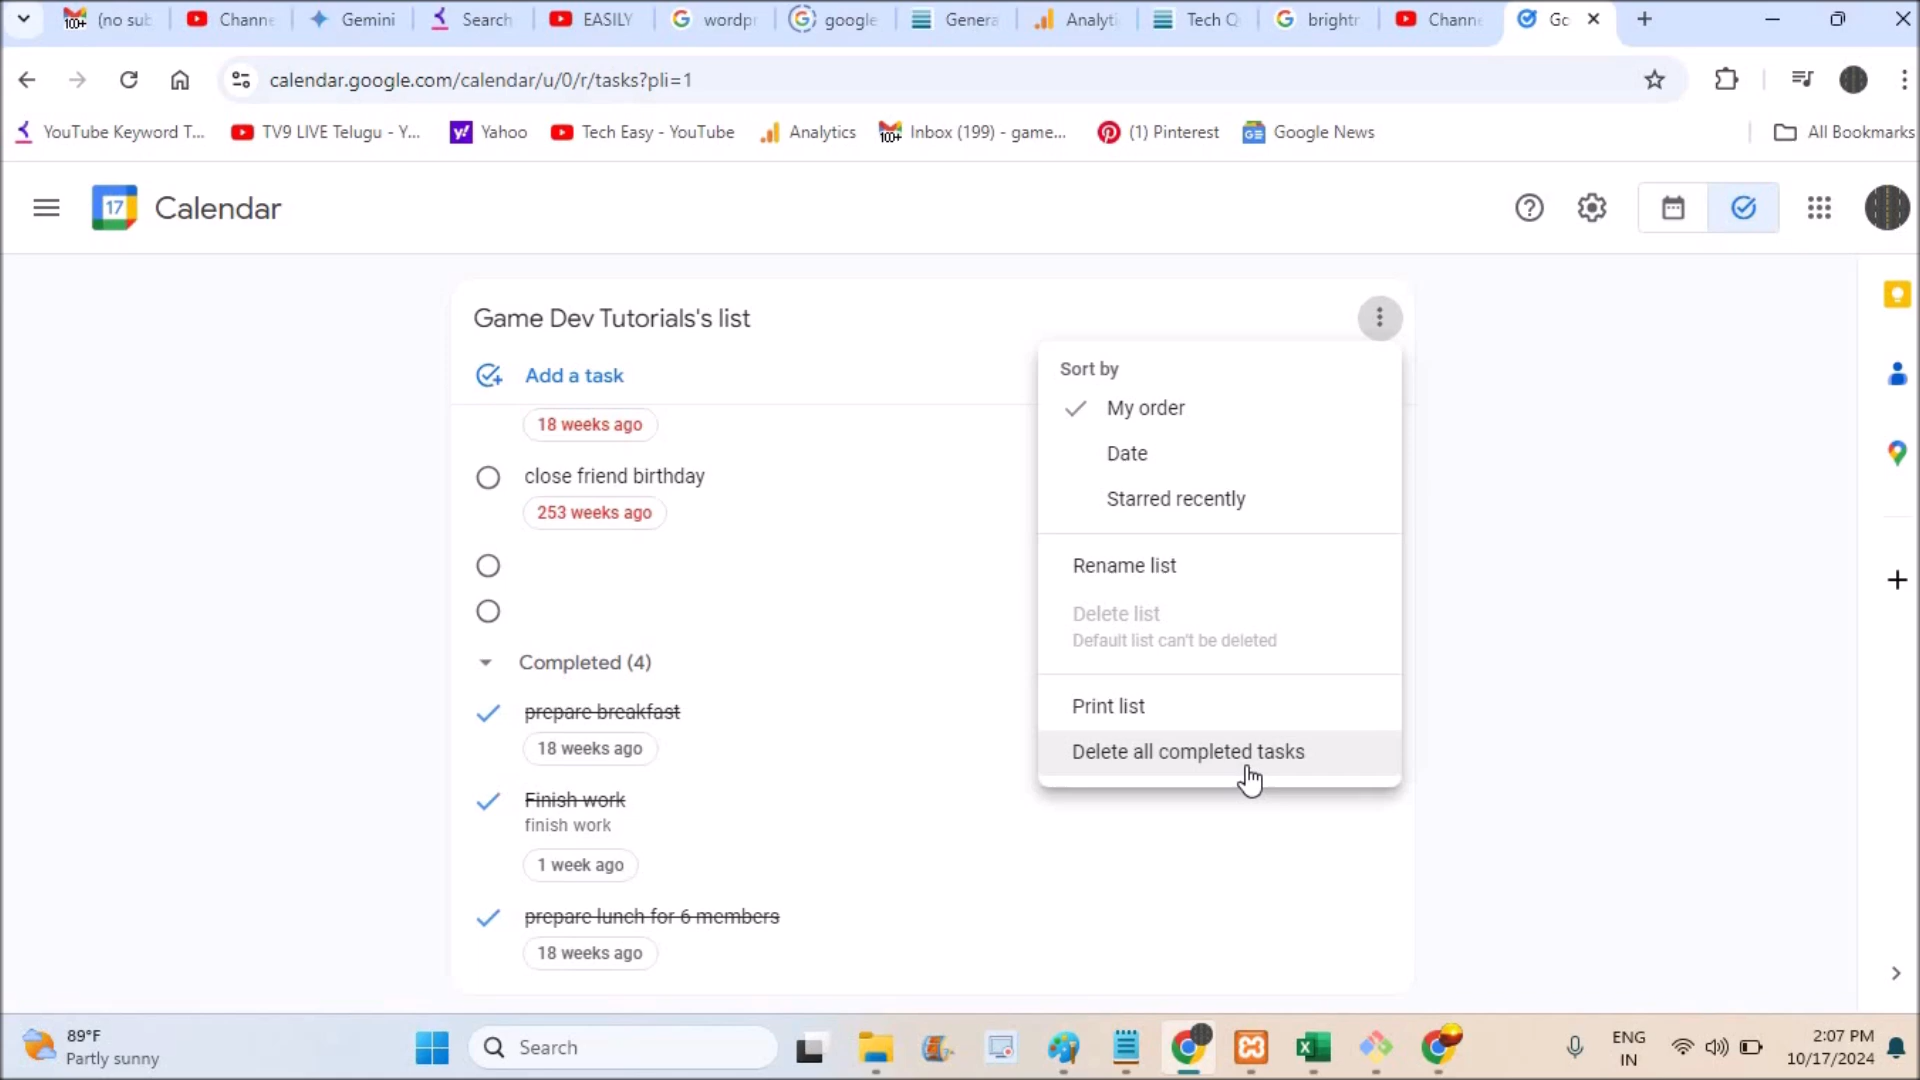 (no sub
Channe
Gemini
Search
EASILY
wordpr
google
Genera
Analyti
Tech Q
brightr
Channe
Go
calendar.google.com/calendar/u/0/r/tasks?pli=1
YouTube Keyword T...
TV9 LIVE Telugu - Y...
Yahoo
Tech Easy - YouTube
Analytics
Inbox (199) - game...
(1) Pinterest
Google News
All Bookmarks
17
Calendar
Game Dev Tutorials's list
Add a task
18 weeks ago
close friend birthday
253 weeks ago
Completed (4)
prepare breakfast
18 weeks ago
Finish work
finish work
1 week ago
prepare lunch for 6 members
18 weeks ago
Sort by
My order
Date
Starred recently
Rename list
Delete list
Default list can't be deleted
Print list
Delete all completed tasks
89°F
Partly sunny
Search
ENG
IN
2:07 PM
10/17/2024